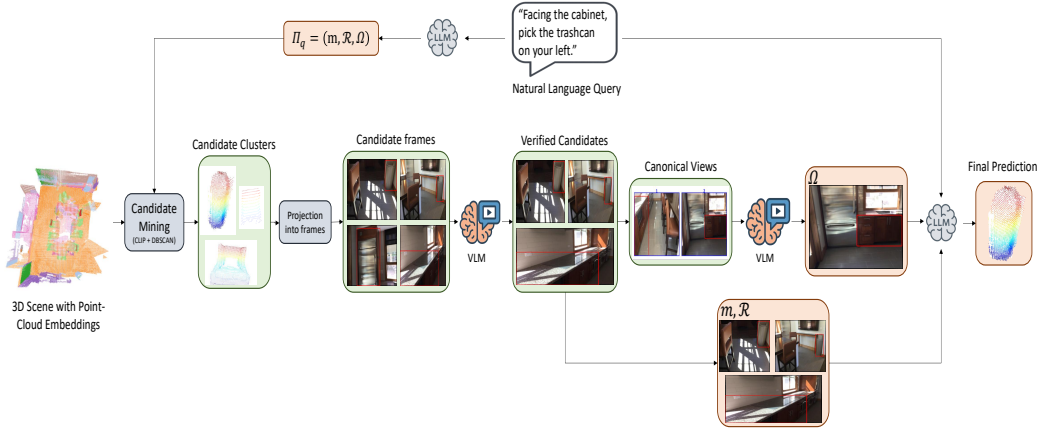 Π_q = (m, ℛ, Ω)
LLM
“Facing the cabinet,
pick the trashcan
on your left.”
Natural Language Query
Candidate Clusters
Candidate frames
Verified Candidates
Canonical Views
Final Prediction
Candidate
Mining
(CLIP + DBSCAN)
Projection
into frames
VLM
VLM
Ω
LLM
3D Scene with Point-
Cloud Embeddings
m, ℛ